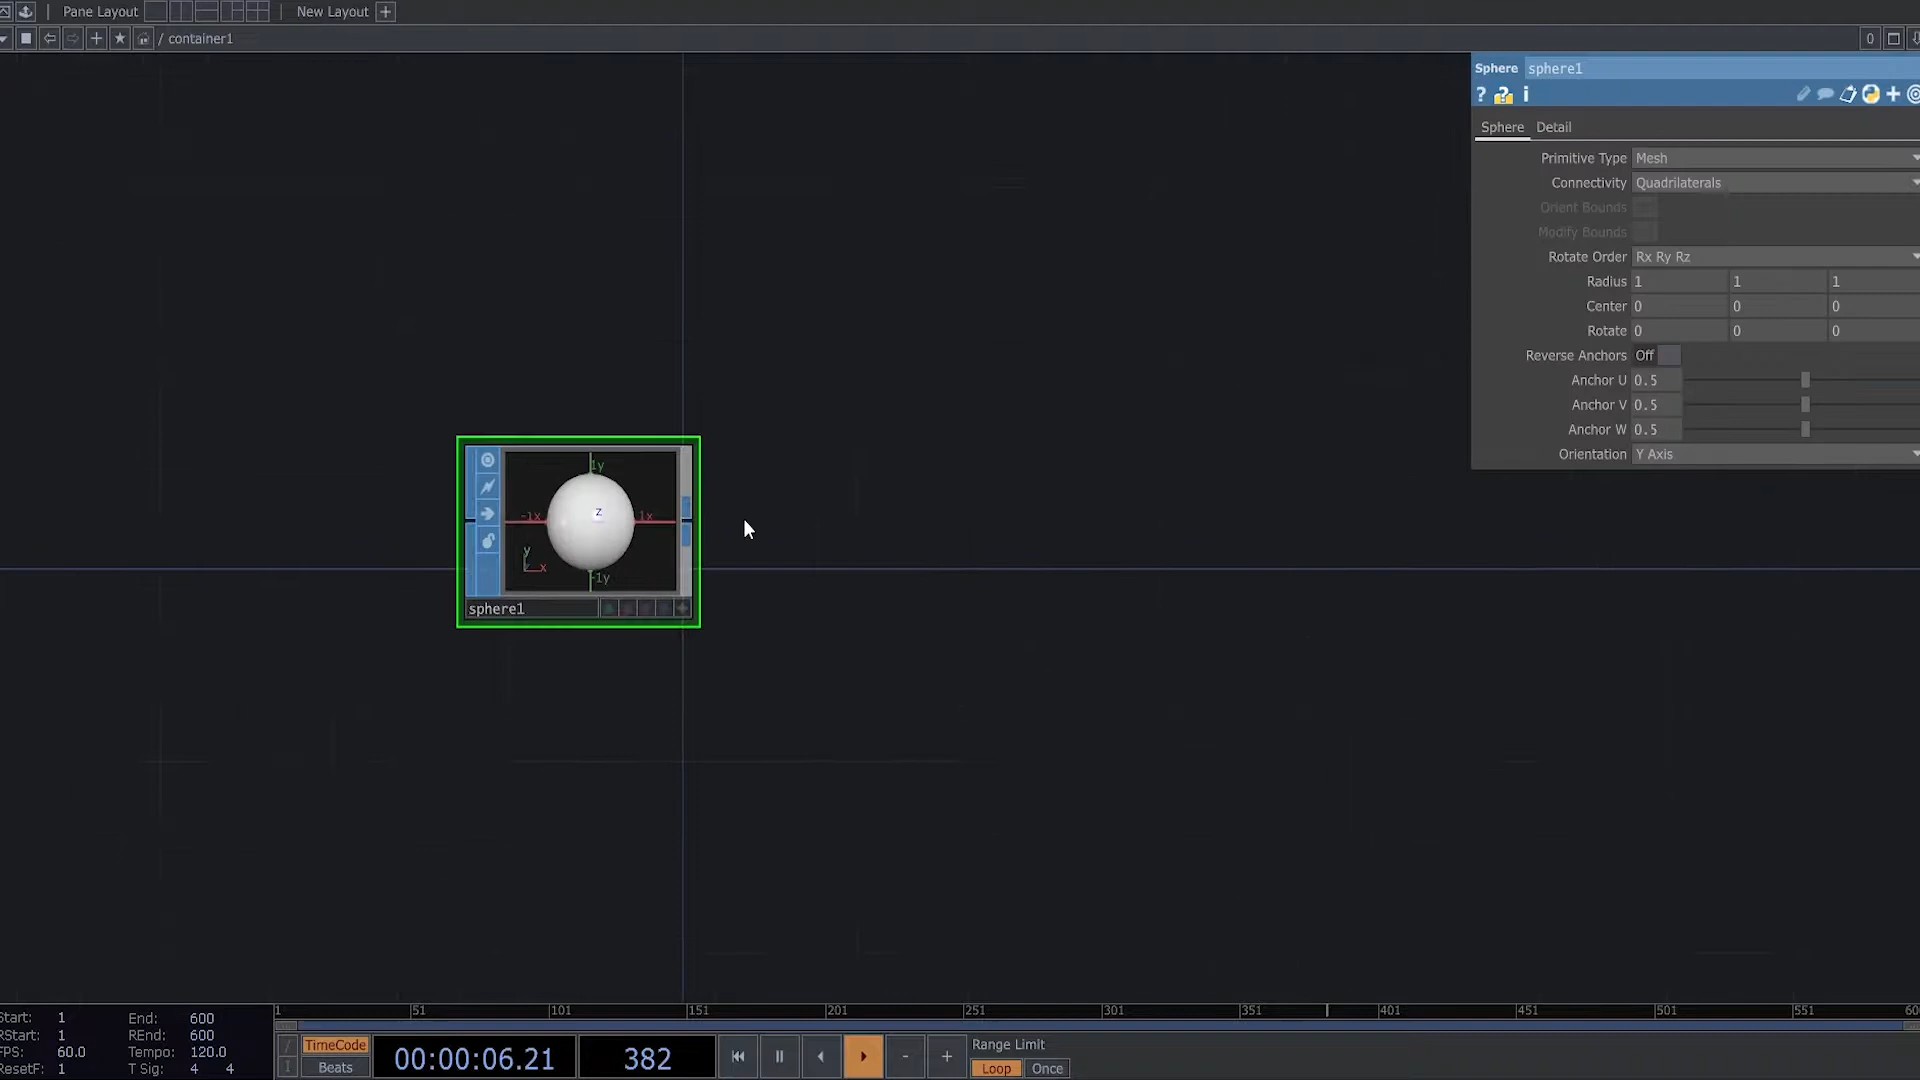 Pane Layout New Layout +
/ container1 0
Sphere sphere1
? ? i
Sphere Detail
Primitive Type Mesh
Connectivity Quadrilaterals
Orient Bounds
Modify Bounds
Rotate Order Rx Ry Rz
Radius 1 1 1
Center 0 0 0
Rotate 0 0 0
Reverse Anchors Off
Anchor U 0.5
Anchor V 0.5
Anchor W 0.5
Orientation Y Axis
1y
z
-1x 1x
y
x
-1y
sphere1
1 51 101 151 201 251 301 351 401 451 501 551 600
Start: 1 End: 600
RStart: 1 REnd: 600
FPS: 60.0 Tempo: 120.0
ResetF: 1 T Sig: 4 4
TimeCode
Beats
00:00:06.21
382
- +
Range Limit
Loop Once